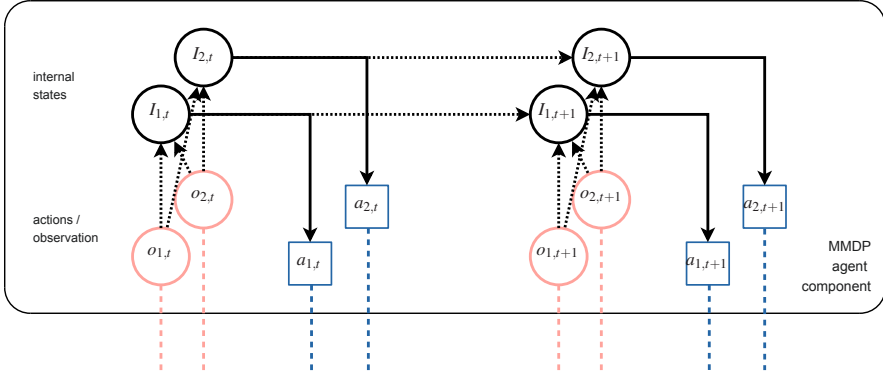 I2,t
I2,t+1
internal
states
I1,t
I1,t+1
o2,t
a2,t
o2,t+1
a2,t+1
actions /
observation
o1,t
a1,t
o1,t+1
a1,t+1
MMDP
agent
component